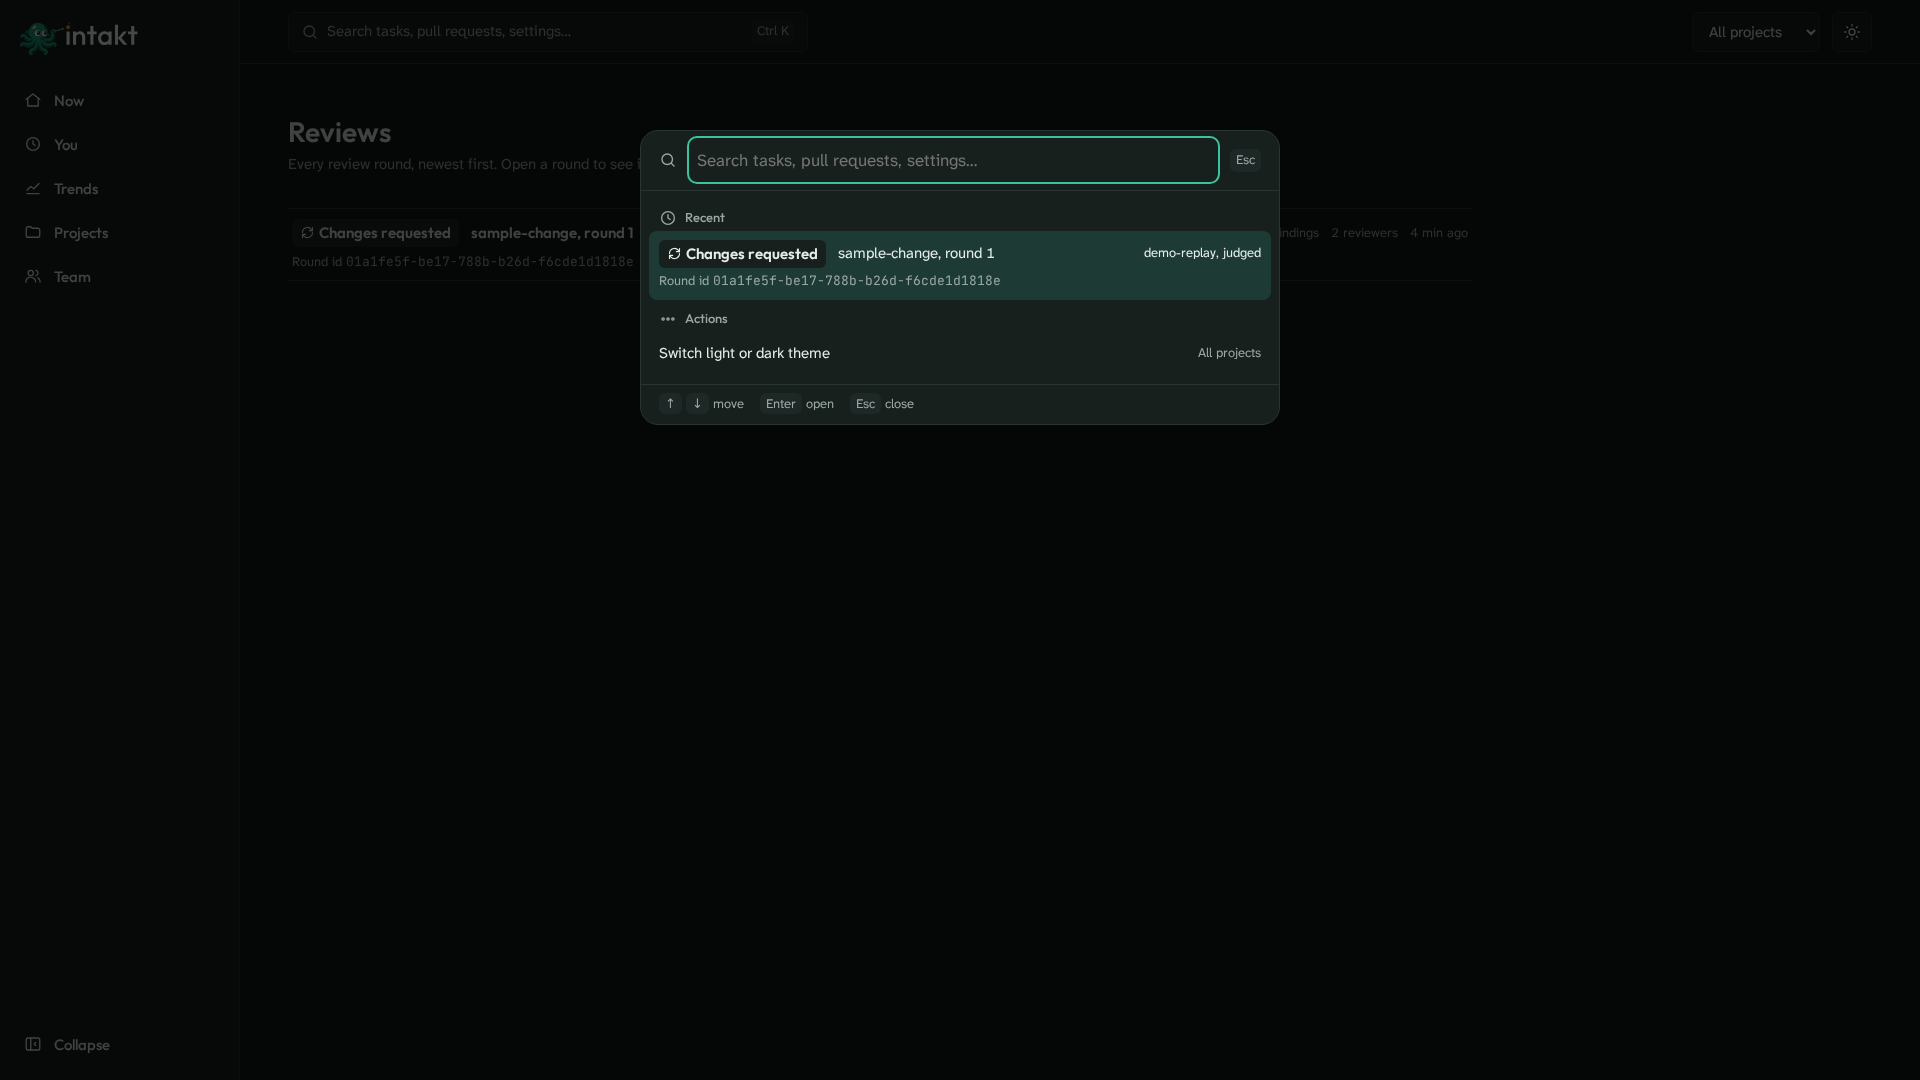 intakt
Search tasks, pull requests, settings... Ctrl K
All projects
Now
You
Trends
Projects
Team
Collapse
Reviews
Every review round, newest first. Open a round to see
Changes requested sample-change, round 1 2 reviewers 4 min ago
Round id 01a1fe5f-be17-788b-b26d-f6cde1d1818e
Search tasks, pull requests, settings... Esc
Recent
Changes requested sample-change, round 1 demo-replay, judged
Round id 01a1fe5f-be17-788b-b26d-f6cde1d1818e
Actions
Switch light or dark theme All projects
↑ ↓ move Enter open Esc close